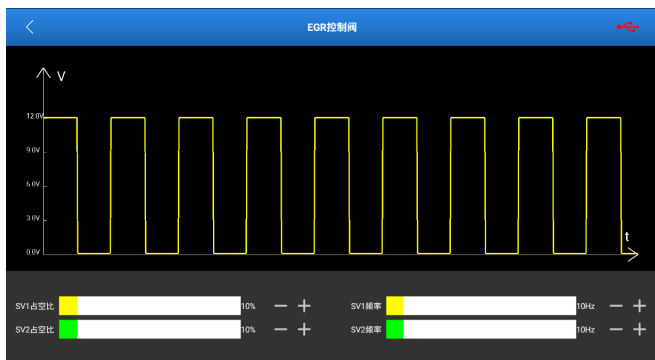 EGR控制阀
V
12.0V
9.0V
6.0V
3.0V
0.0V
t
SV1占空比 10% SV1频率 10Hz
SV2占空比 10% SV2频率 10Hz